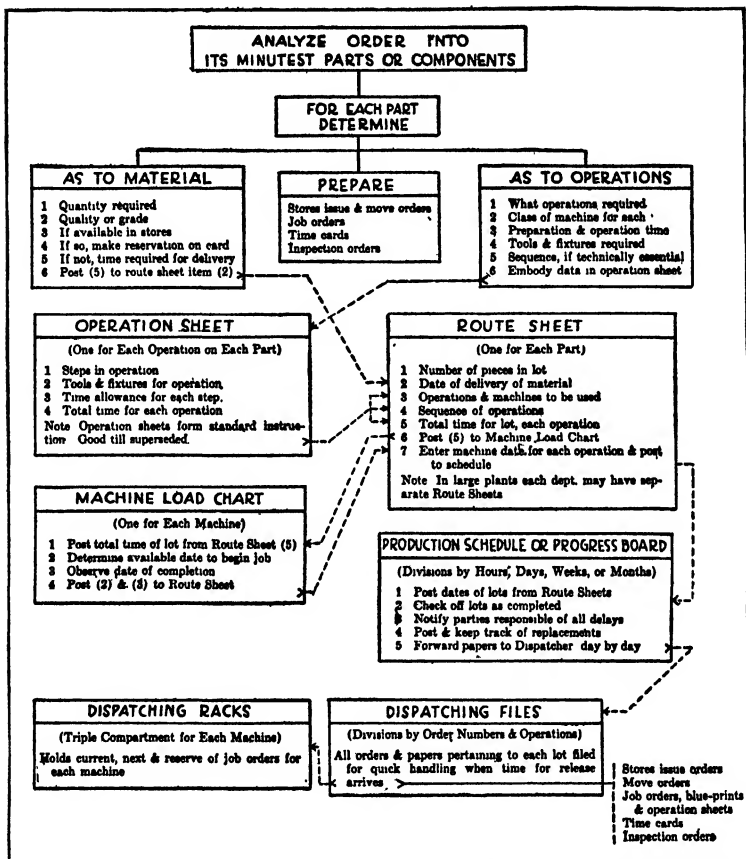 ANALYZE ORDER INTO
ITS MINUTEST PARTS OR COMPONENTS
FOR EACH PART
DETERMINE
AS TO MATERIAL
1 Quantity required
2 Quality or grade
3 If available in stores
4 If so, make reservation on card
5 If not, time required for delivery
6 Post (5) to route sheet item (2)
PREPARE
Stores issue & move orders
Job orders
Time cards
Inspection orders
AS TO OPERATIONS
1 What operations required
2 Class of machine for each
3 Preparation & operation time
4 Tools & fixtures required
5 Sequence, if technically essential
6 Embody data in operation sheet
OPERATION SHEET
(One for Each Operation on Each Part)
1 Steps in operation
2 Tools & fixtures for operation
3 Time allowance for each step.
4 Total time for each operation
Note Operation sheets form standard instruc-
tion Good till superseded.
ROUTE SHEET
(One for Each Part)
1 Number of pieces in lot
2 Date of delivery of material
3 Operations & machines to be used
4 Sequence of operations
5 Total time for lot, each operation
6 Post (5) to Machine Load Chart
7 Enter machine date for each operation & post
to schedule
Note In large plants each dept. may have sep-
arate Route Sheets
MACHINE LOAD CHART
(One for Each Machine)
1 Post total time of lot from Route Sheet (5)
2 Determine available date to begin job
3 Observe date of completion
4 Post (2) & (3) to Route Sheet
PRODUCTION SCHEDULE OR PROGRESS BOARD
(Divisions by Hours, Days, Weeks, or Months)
1 Post dates of lots from Route Sheets
2 Check off lots as completed
3 Notify parties responsible of all delays
4 Post & keep track of replacements
5 Forward papers to Dispatcher day by day
DISPATCHING RACKS
(Triple Compartment for Each Machine)
Holds current, next & reserve of job orders for
each machine
DISPATCHING FILES
(Divisions by Order Numbers & Operations)
All orders & papers pertaining to each lot filed
for quick handling when time for release
arrives
Stores issue orders
Move orders
Job orders, blue-prints
& operation sheets
Time cards
Inspection orders